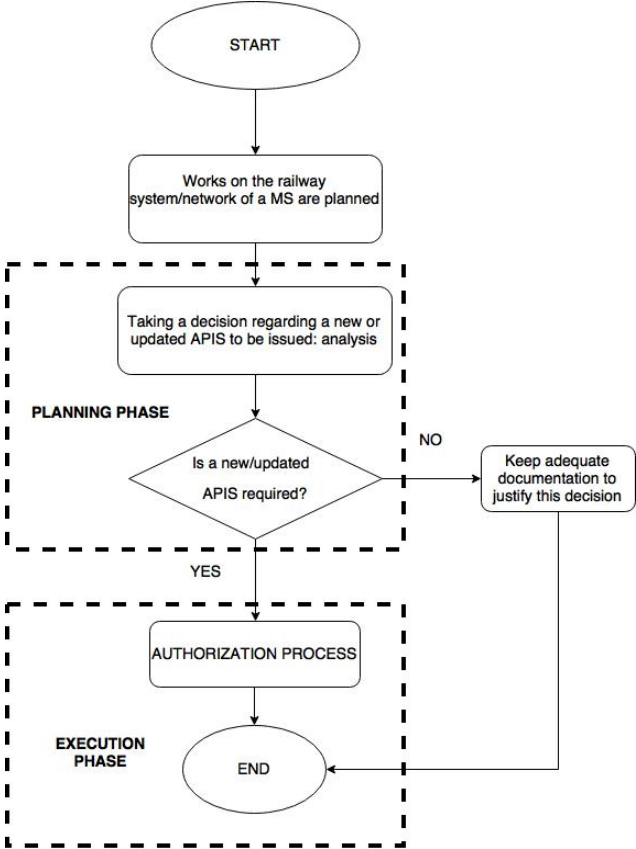 START
Works on the railway
system/network of a MS are planned
Taking a decision regarding a new or
updated APIS to be issued: analysis
PLANNING PHASE
Is a new/updated
APIS required?
NO
Keep adequate
documentation to
justify this decision
YES
AUTHORIZATION PROCESS
EXECUTION
PHASE
END